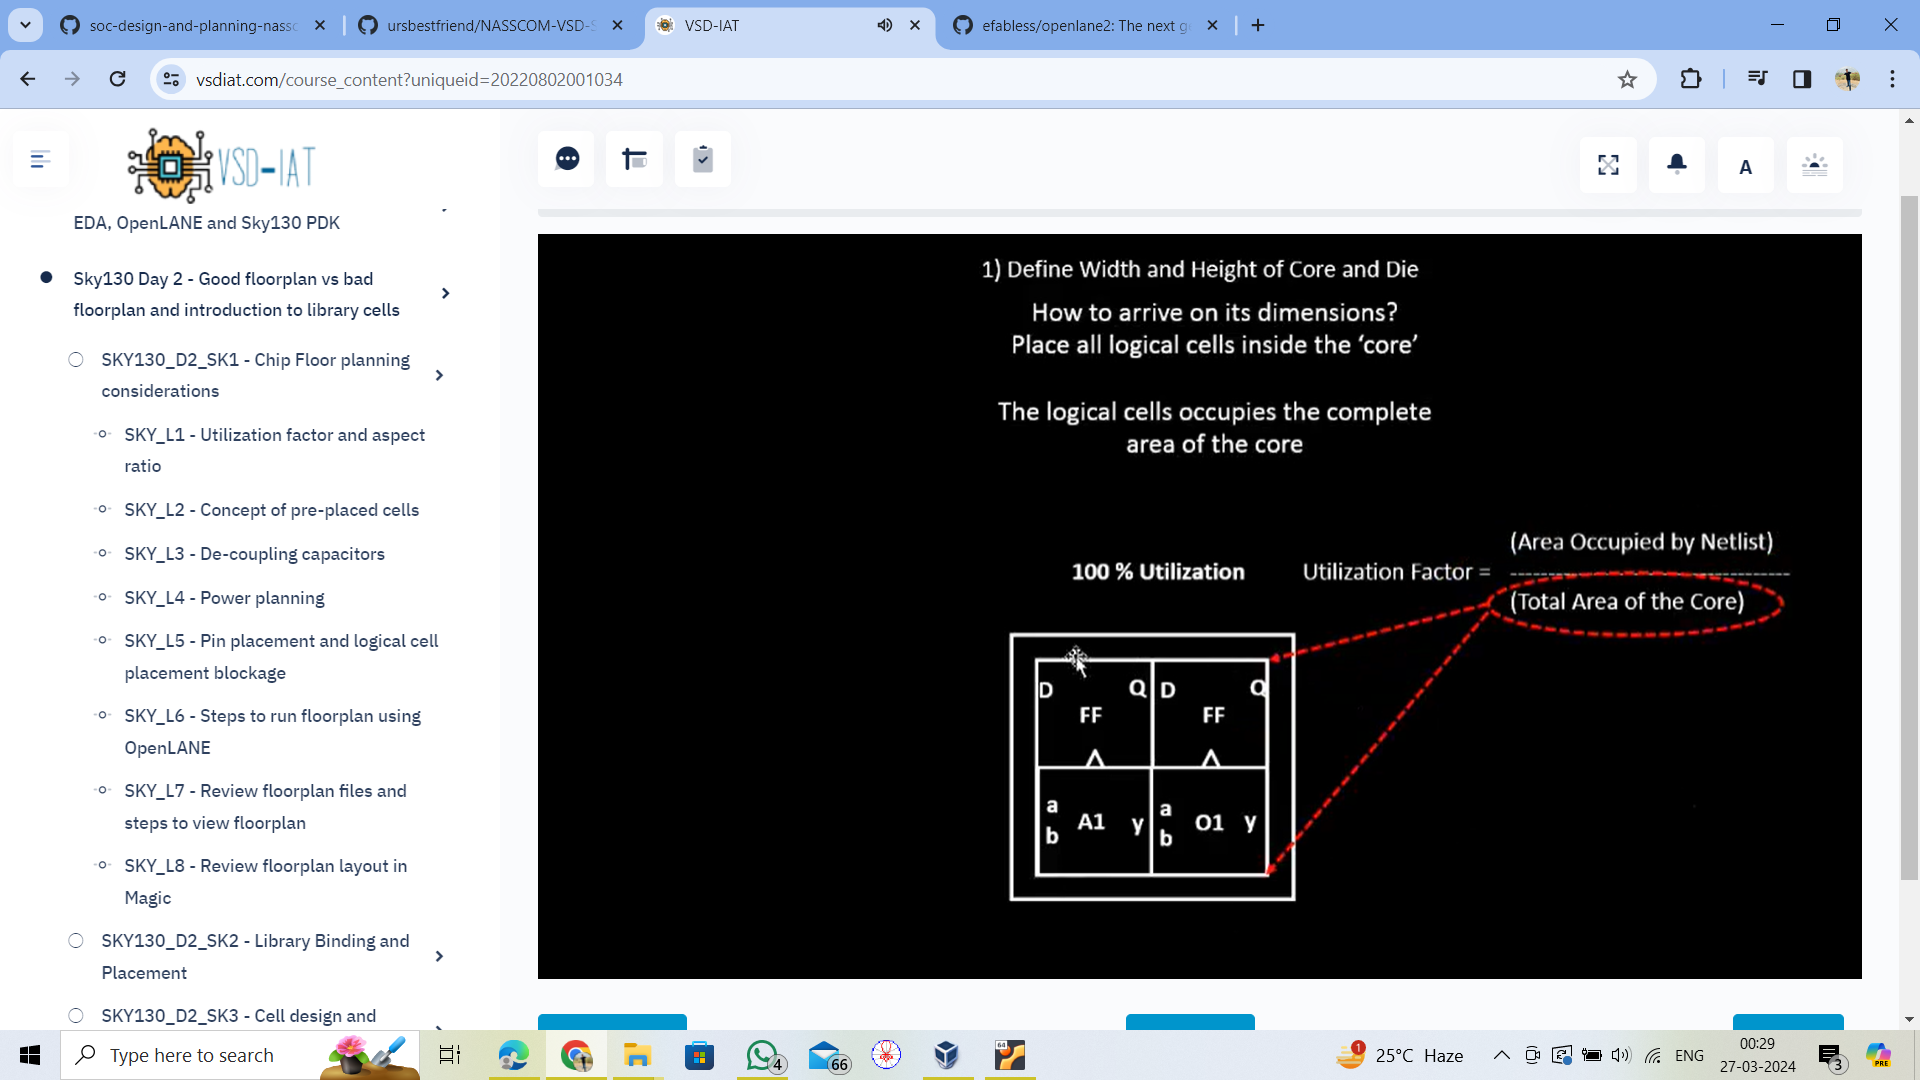 soc-design-and-planning-nassc
ursbestfriend/NASSCOM-VSD-S
VSD-IAT
efabless/openlane2: The next g
vsdiat.com/course_content?uniqueid=20220802001034
VSD-IAT
A
EDA, OpenLANE and Sky130 PDK
Sky130 Day 2 - Good floorplan vs bad
floorplan and introduction to library cells
SKY130_D2_SK1 - Chip Floor planning
considerations
SKY_L1 - Utilization factor and aspect
ratio
SKY_L2 - Concept of pre-placed cells
SKY_L3 - De-coupling capacitors
SKY_L4 - Power planning
SKY_L5 - Pin placement and logical cell
placement blockage
SKY_L6 - Steps to run floorplan using
OpenLANE
SKY_L7 - Review floorplan files and
steps to view floorplan
SKY_L8 - Review floorplan layout in
Magic
SKY130_D2_SK2 - Library Binding and
Placement
SKY130_D2_SK3 - Cell design and
1) Define Width and Height of Core and Die
How to arrive on its dimensions?
Place all logical cells inside the ‘core’
The logical cells occupies the complete
area of the core
(Area Occupied by Netlist)
100 % Utilization Utilization Factor = ------------------------------
(Total Area of the Core)
D Q D Q
FF FF
a A1 y a O1 y
b b
Type here to search
4
66
64
1
25°C Haze
ENG
00:29
27-03-2024
3
PRE